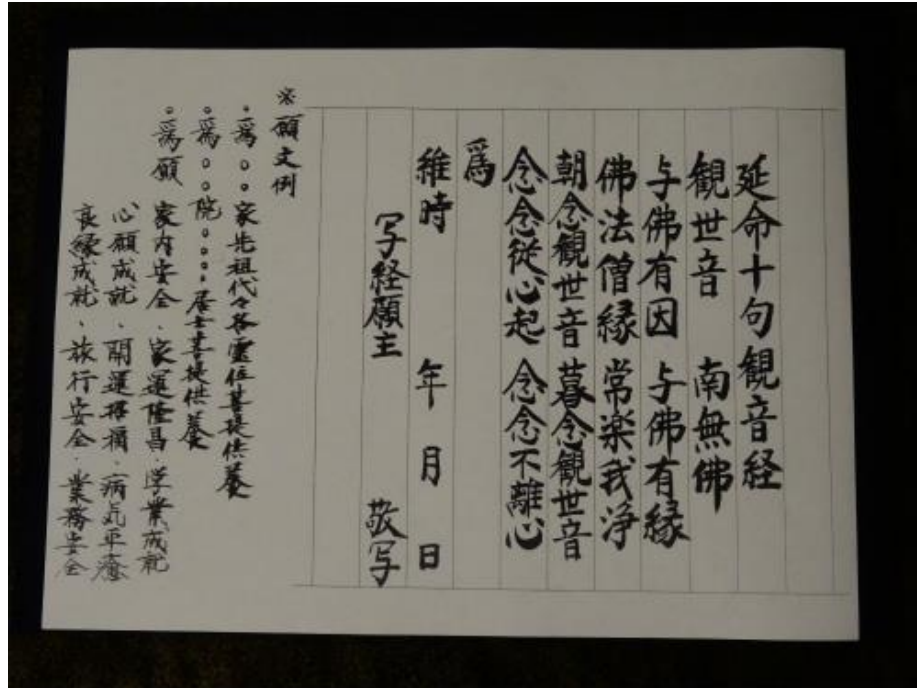 延命十句観音経
観世音 南無佛
与佛有因 与佛有縁
佛法僧縁 常楽我浄
朝念観世音 暮念観世音
念念従心起 念念不離心
為
維時 年 月 日
写経願主 敬写
※願文例
・為○○家先祖代々各霊位菩提供養
○為○○院○○○○居士菩提供養
○為願 家内安全、家運隆昌 学業成就
心願成就、開運招福、病気平癒
良縁成就、旅行安全、業務安全